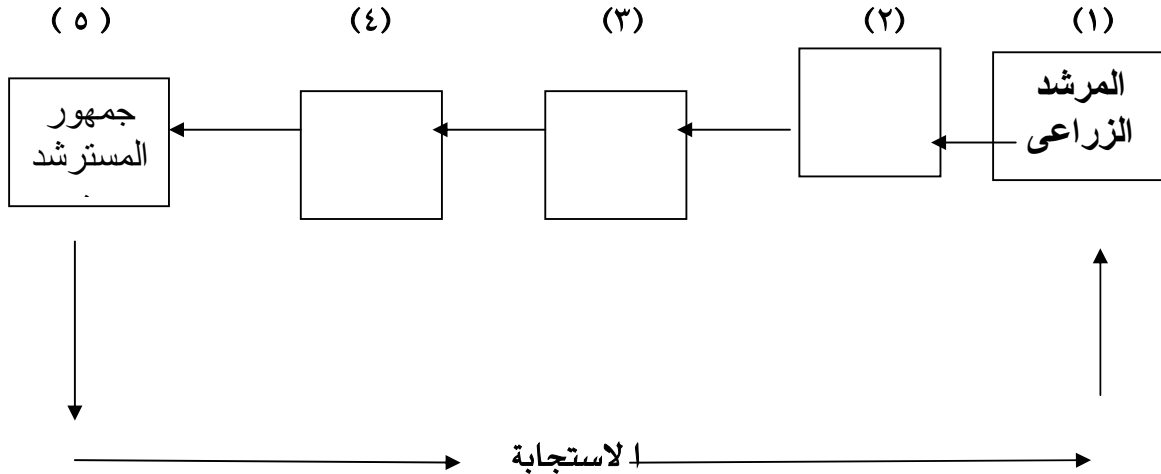 (١) (٢) (٣) (٤) (٥)
المرشد
الزراعى
جمهور
المسترشد
الاستجابة